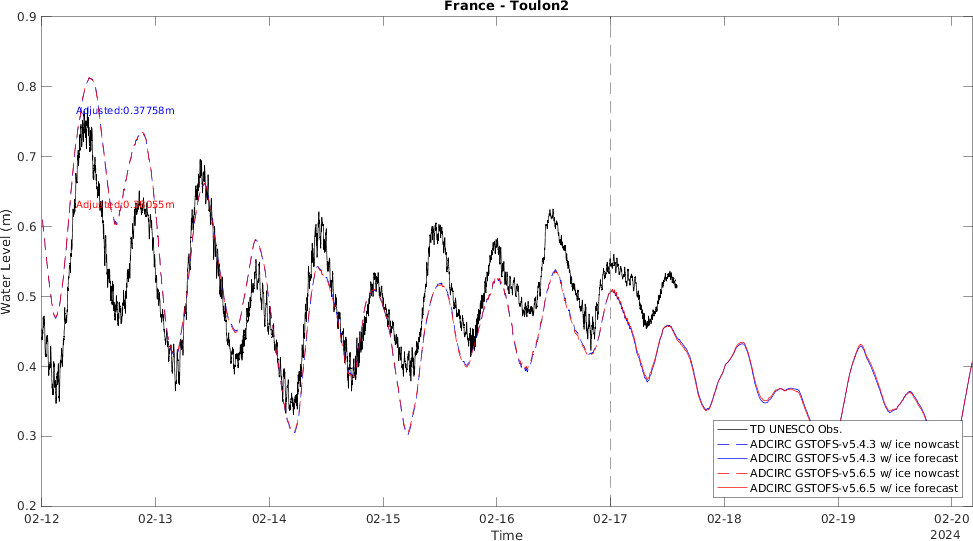 France - Toulon2
Water Level (m)
0.9
0.8
0.7
0.6
0.5
0.4
0.3
0.2
Adjusted:0.37758m
02-12
02-13
02-14
02-15
02-16
02-17
02-18
02-19
02-20
2024
Time
TD UNESCO Obs.
ADCIRC GSTOFS-v5.4.3 w/ ice nowcast
ADCIRC GSTOFS-v5.4.3 w/ ice forecast
ADCIRC GSTOFS-v5.6.5 w/ ice nowcast
ADCIRC GSTOFS-v5.6.5 w/ ice forecast